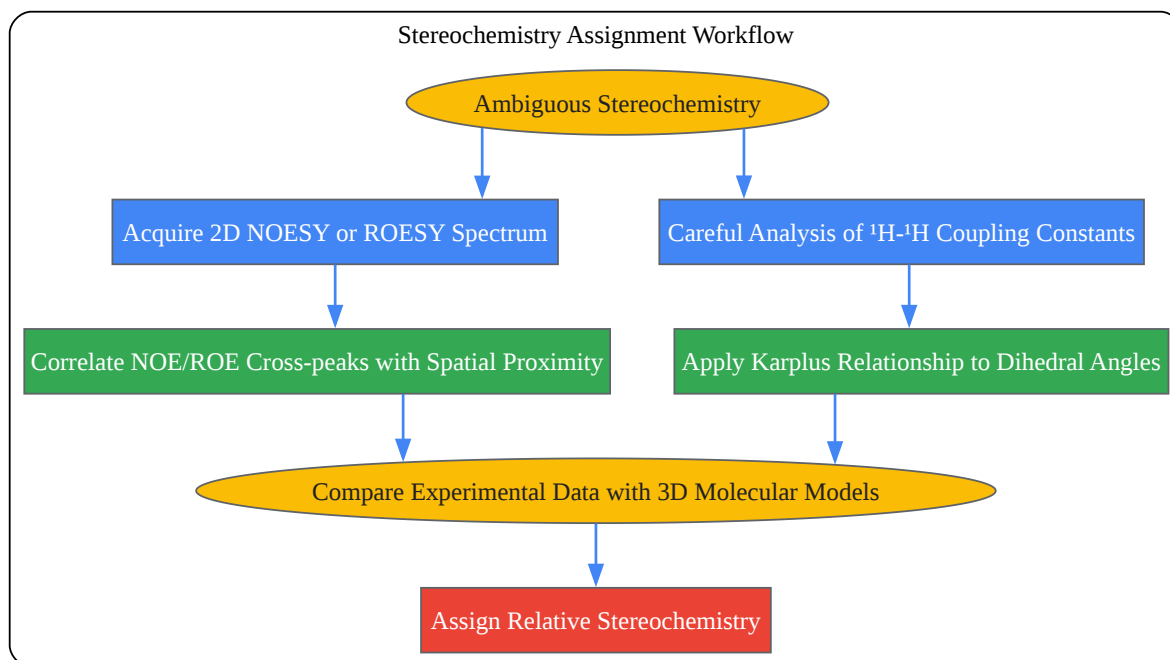 Stereochemistry Assignment Workflow
Ambiguous Stereochemistry
Acquire 2D NOESY or ROESY Spectrum
Careful Analysis of ¹H-¹H Coupling Constants
Correlate NOE/ROE Cross-peaks with Spatial Proximity
Apply Karplus Relationship to Dihedral Angles
Compare Experimental Data with 3D Molecular Models
Assign Relative Stereochemistry